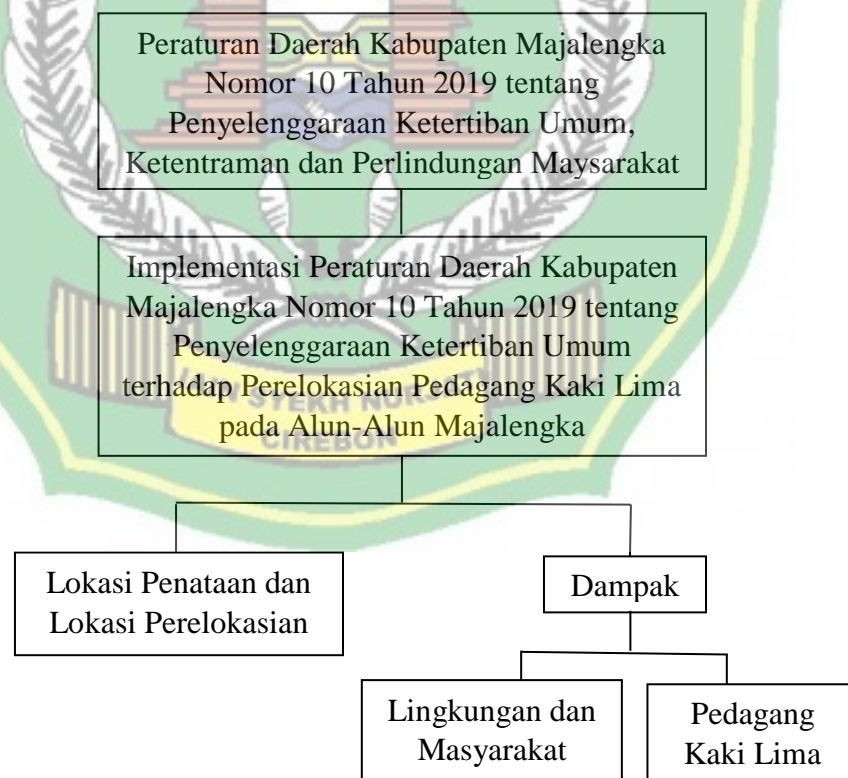 Peraturan Daerah Kabupaten Majalengka
Nomor 10 Tahun 2019 tentang
Penyelenggaraan Ketertiban Umum,
Ketentraman dan Perlindungan Maysarakat
Implementasi Peraturan Daerah Kabupaten
Majalengka Nomor 10 Tahun 2019 tentang
Penyelenggaraan Ketertiban Umum
terhadap Perelokasian Pedagang Kaki Lima
pada Alun-Alun Majalengka
CIREBON
Lokasi Penataan dan
Lokasi Perelokasian
Dampak
Lingkungan dan
Masyarakat
Pedagang
Kaki Lima